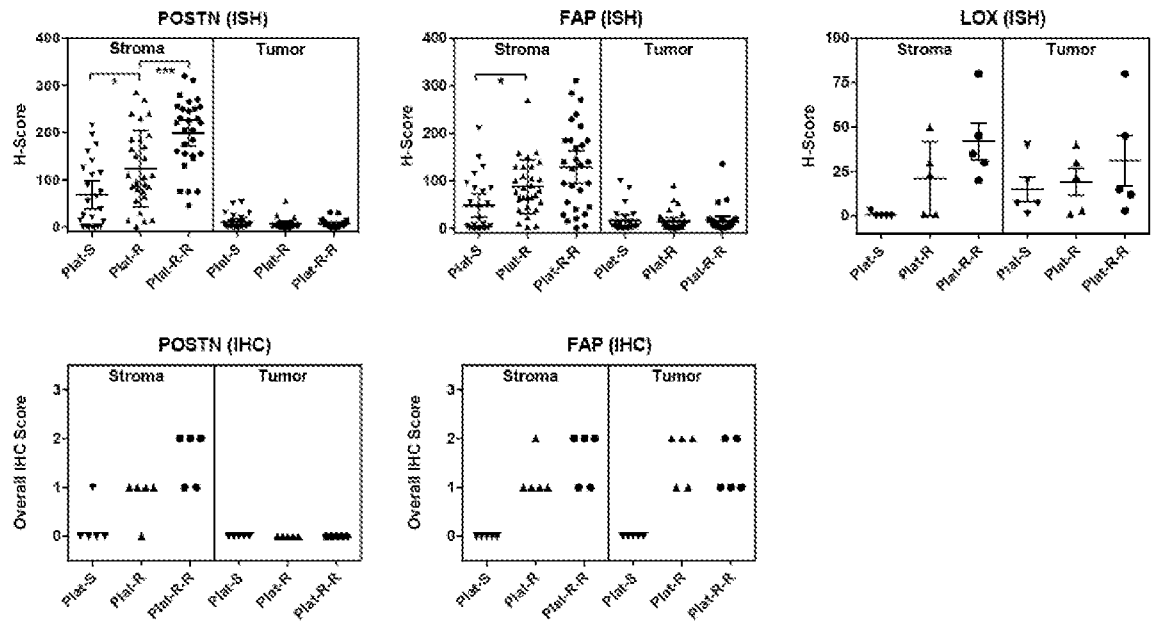 POSTN (ISH)
Stroma
Tumor
*
***
H-Score
400
300
200
100
0
Plat-S
Plat-R
Plat-R-R
Plat-S
Plat-R
Plat-R-R
FAP (ISH)
Stroma
Tumor
*
H-Score
400
300
200
100
0
Plat-S
Plat-R
Plat-R-R
Plat-S
Plat-R
Plat-R-R
LOX (ISH)
Stroma
Tumor
H-Score
100
75
50
25
0
Plat-S
Plat-R
Plat-R-R
Plat-S
Plat-R
Plat-R-R
POSTN (IHC)
Stroma
Tumor
Overall IHC Score
3
2
1
0
Plat-S
Plat-R
Plat-R-R
Plat-S
Plat-R
Plat-R-R
FAP (IHC)
Stroma
Tumor
Overall IHC Score
3
2
1
0
Plat-S
Plat-R
Plat-R-R
Plat-S
Plat-R
Plat-R-R